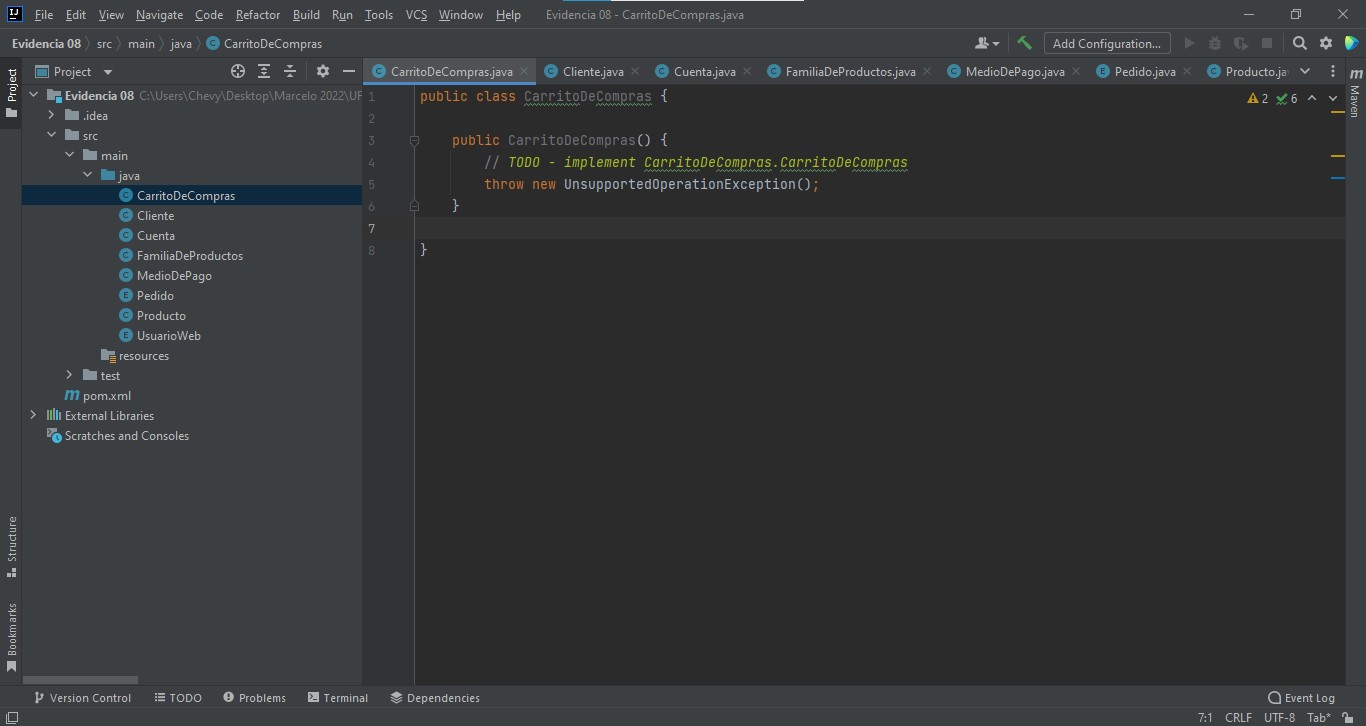 File Edit View Navigate Code Refactor Build Run Tools VCS Window Help Evidencia 08 - CarritoDeCompras.java
Evidencia 08 src main java CarritoDeCompras Add Configuration...
Project
Project
CarritoDeCompras.java Cliente.java Cuenta.java FamiliaDeProductos.java MedioDePago.java Pedido.java Producto.ja
Maven
Evidencia 08 C:\Users\Chevy\Desktop\Marcelo 2022\UF
.idea
src
main
java
CarritoDeCompras
Cliente
Cuenta
FamiliaDeProductos
MedioDePago
Pedido
Producto
UsuarioWeb
resources
test
pom.xml
External Libraries
Scratches and Consoles
2 6
1 public class CarritoDeCompras {
2
3 public CarritoDeCompras() {
4 // TODO - implement CarritoDeCompras.CarritoDeCompras
5 throw new UnsupportedOperationException();
6 }
7
8 }
Structure
Bookmarks
Version Control TODO Problems Terminal Dependencies Event Log
7:1 CRLF UTF-8 Tab*